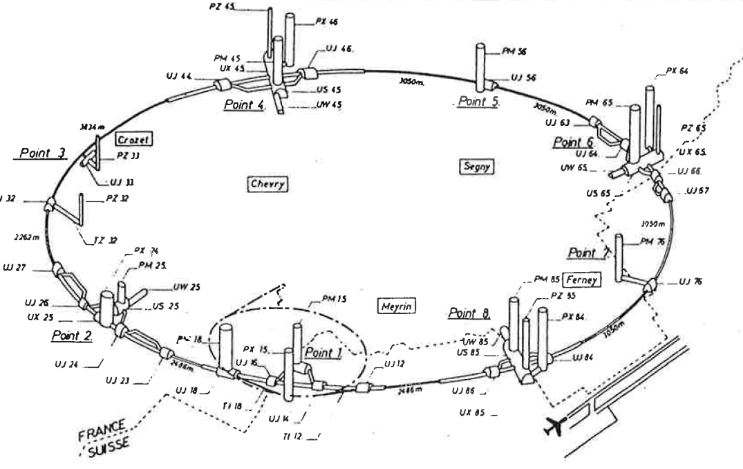 PZ 45
PX 46
PM 45
UX 45
UJ 46.
UJ 44
3050m.
US 45
UW 45
Point 4.
PM 56
UJ 56
Point 5.
3050m.
PX 64
PM 65
UJ 63
PZ 65
Point 6
UJ 64
UX 65.
UW 65
UJ 66
US 65
UJ 67
3434 m
Crozet
Point 3
PZ 33
UJ 33
Chevry
Segny
PZ 32
TZ 32
2262 m
3050m
PM 76
UJ 76
Ferney
UJ 27
PM 25.
UW 25
UJ 26
US 25
UX 25
Point 2.
UJ 24
UJ 23
2486 m
Meyrin
PM 15
PX 15
Point 1
UJ 16
UJ 12
UJ 18
TI 18
UJ 14
TI 12
2486 m
Point 8.
PM 85
PZ 85
PX 84
UW 85
US 85
UJ 84
UJ 86
UX 85
3050m
FRANCE
SUISSE